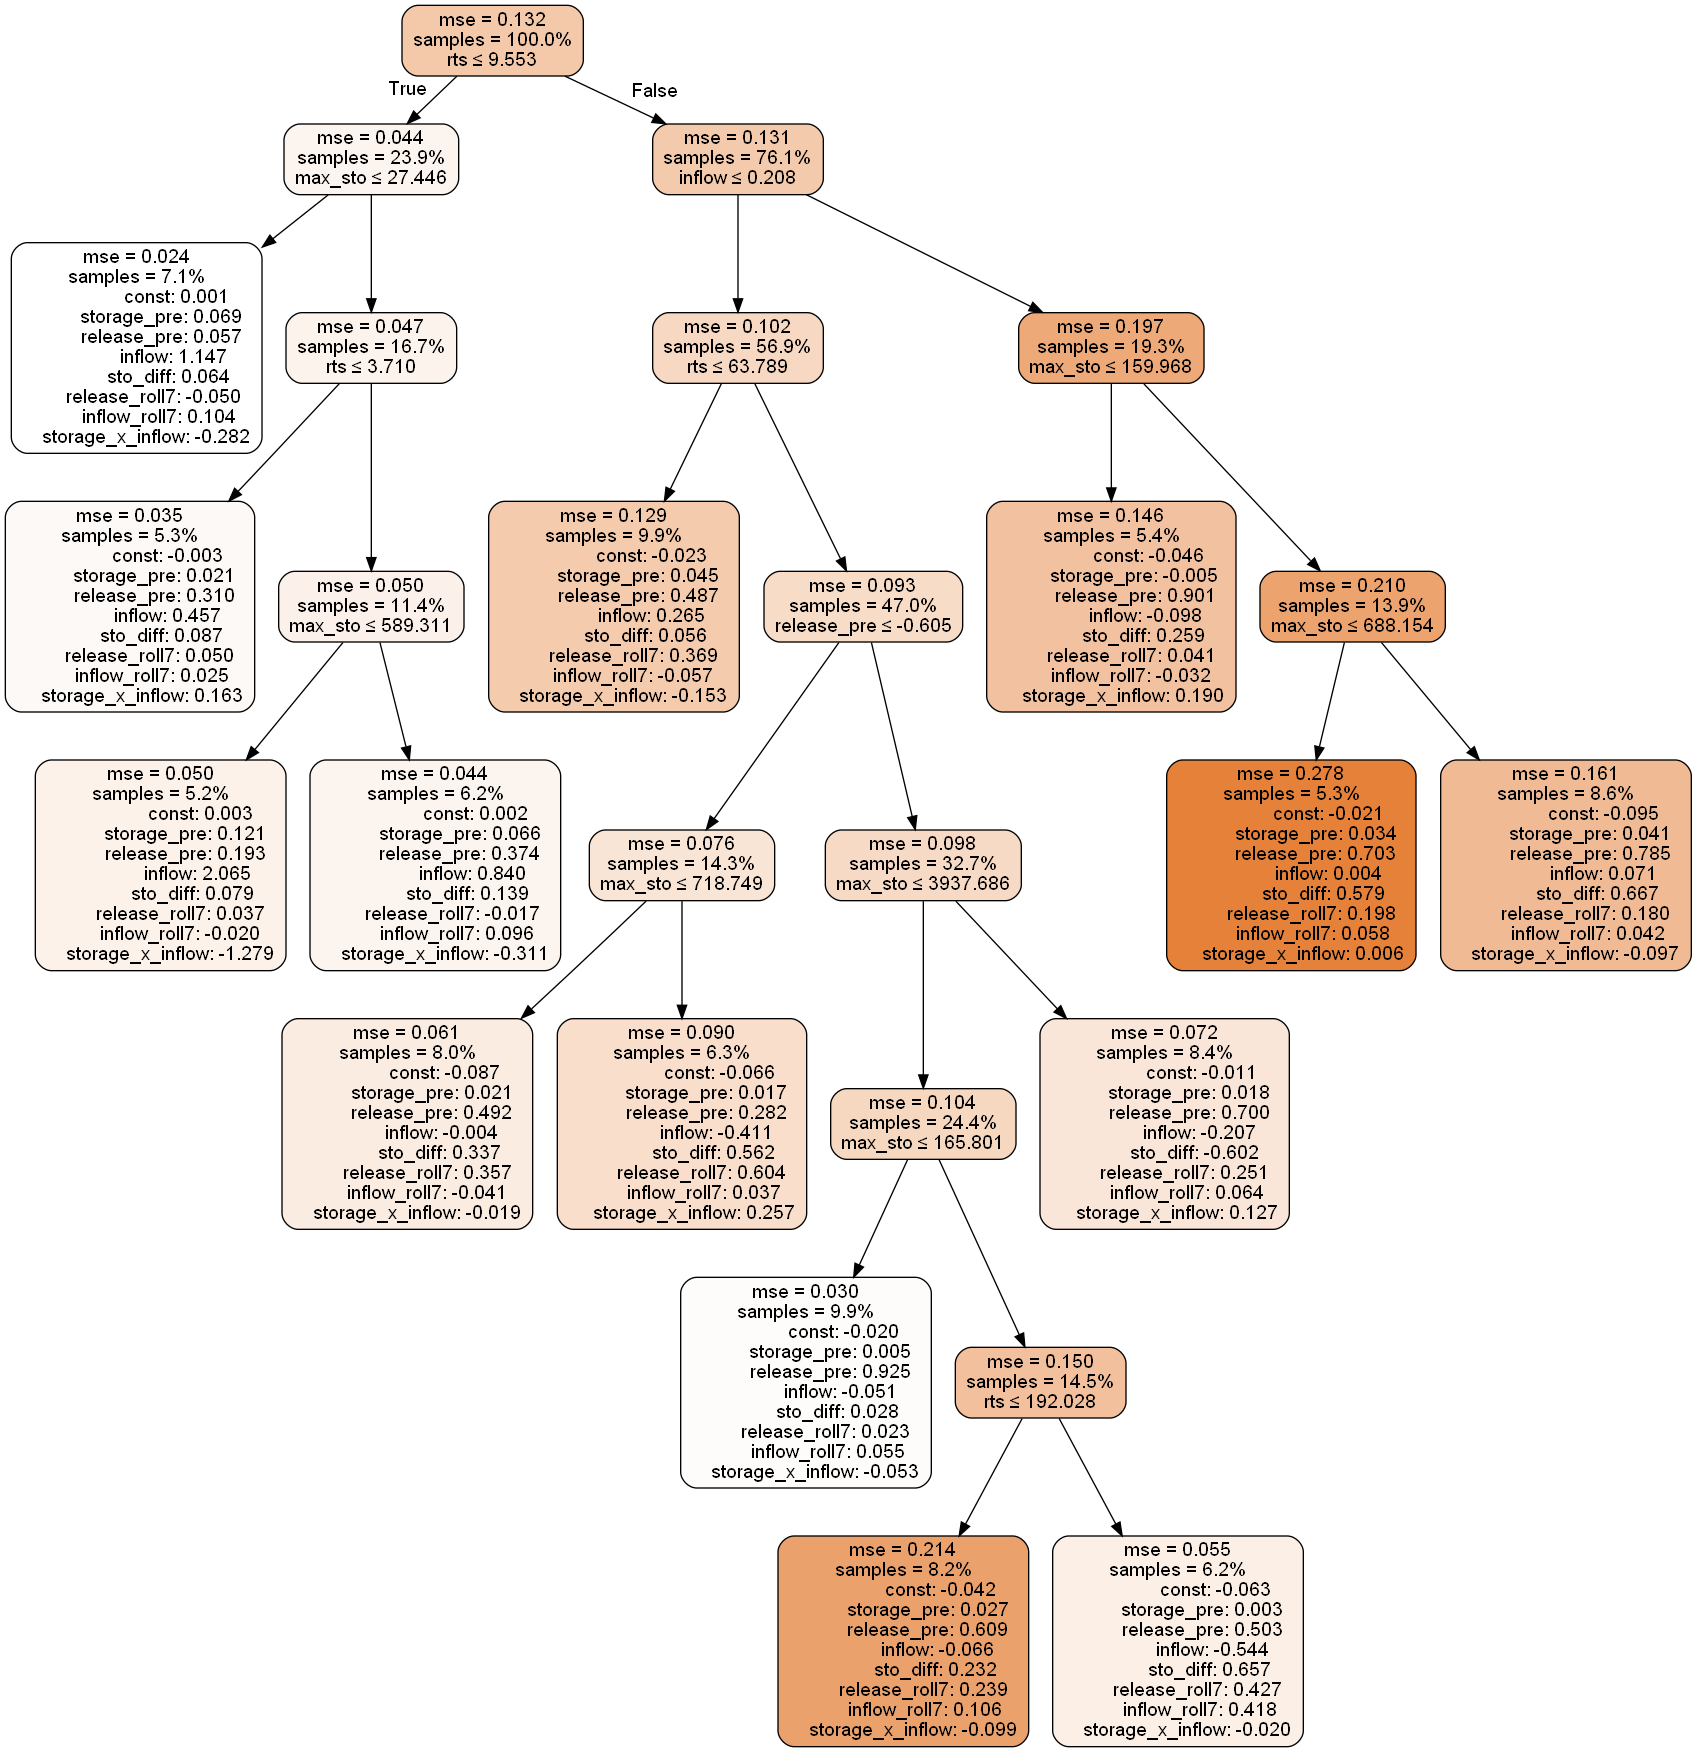 mse = 0.132
samples = 100.0%
rts ≤ 9.553
True
False
mse = 0.044
samples = 23.9%
max_sto ≤ 27.446
mse = 0.131
samples = 76.1%
inflow ≤ 0.208
mse = 0.024
samples = 7.1%
const: 0.001
storage_pre: 0.069
release_pre: 0.057
inflow: 1.147
sto_diff: 0.064
release_roll7: -0.050
inflow_roll7: 0.104
storage_x_inflow: -0.282
mse = 0.047
samples = 16.7%
rts ≤ 3.710
mse = 0.102
samples = 56.9%
rts ≤ 63.789
mse = 0.197
samples = 19.3%
max_sto ≤ 159.968
mse = 0.035
samples = 5.3%
const: -0.003
storage_pre: 0.021
release_pre: 0.310
inflow: 0.457
sto_diff: 0.087
release_roll7: 0.050
inflow_roll7: 0.025
storage_x_inflow: 0.163
mse = 0.050
samples = 11.4%
max_sto ≤ 589.311
mse = 0.129
samples = 9.9%
const: -0.023
storage_pre: 0.045
release_pre: 0.487
inflow: 0.265
sto_diff: 0.056
release_roll7: 0.369
inflow_roll7: -0.057
storage_x_inflow: -0.153
mse = 0.093
samples = 47.0%
release_pre ≤ -0.605
mse = 0.146
samples = 5.4%
const: -0.046
storage_pre: -0.005
release_pre: 0.901
inflow: -0.098
sto_diff: 0.259
release_roll7: 0.041
inflow_roll7: -0.032
storage_x_inflow: 0.190
mse = 0.210
samples = 13.9%
max_sto ≤ 688.154
mse = 0.050
samples = 5.2%
const: 0.003
storage_pre: 0.121
release_pre: 0.193
inflow: 2.065
sto_diff: 0.079
release_roll7: 0.037
inflow_roll7: -0.020
storage_x_inflow: -1.279
mse = 0.044
samples = 6.2%
const: 0.002
storage_pre: 0.066
release_pre: 0.374
inflow: 0.840
sto_diff: 0.139
release_roll7: -0.017
inflow_roll7: 0.096
storage_x_inflow: -0.311
mse = 0.076
samples = 14.3%
max_sto ≤ 718.749
mse = 0.098
samples = 32.7%
max_sto ≤ 3937.686
mse = 0.278
samples = 5.3%
const: -0.021
storage_pre: 0.034
release_pre: 0.703
inflow: 0.004
sto_diff: 0.579
release_roll7: 0.198
inflow_roll7: 0.058
storage_x_inflow: 0.006
mse = 0.161
samples = 8.6%
const: -0.095
storage_pre: 0.041
release_pre: 0.785
inflow: 0.071
sto_diff: 0.667
release_roll7: 0.180
inflow_roll7: 0.042
storage_x_inflow: -0.097
mse = 0.061
samples = 8.0%
const: -0.087
storage_pre: 0.021
release_pre: 0.492
inflow: -0.004
sto_diff: 0.337
release_roll7: 0.357
inflow_roll7: -0.041
storage_x_inflow: -0.019
mse = 0.090
samples = 6.3%
const: -0.066
storage_pre: 0.017
release_pre: 0.282
inflow: -0.411
sto_diff: 0.562
release_roll7: 0.604
inflow_roll7: 0.037
storage_x_inflow: 0.257
mse = 0.104
samples = 24.4%
max_sto ≤ 165.801
mse = 0.072
samples = 8.4%
const: -0.011
storage_pre: 0.018
release_pre: 0.700
inflow: -0.207
sto_diff: -0.602
release_roll7: 0.251
inflow_roll7: 0.064
storage_x_inflow: 0.127
mse = 0.030
samples = 9.9%
const: -0.020
storage_pre: 0.005
release_pre: 0.925
inflow: -0.051
sto_diff: 0.028
release_roll7: 0.023
inflow_roll7: 0.055
storage_x_inflow: -0.053
mse = 0.150
samples = 14.5%
rts ≤ 192.028
mse = 0.214
samples = 8.2%
const: -0.042
storage_pre: 0.027
release_pre: 0.609
inflow: -0.066
sto_diff: 0.232
release_roll7: 0.239
inflow_roll7: 0.106
storage_x_inflow: -0.099
mse = 0.055
samples = 6.2%
const: -0.063
storage_pre: 0.003
release_pre: 0.503
inflow: -0.544
sto_diff: 0.657
release_roll7: 0.427
inflow_roll7: 0.418
storage_x_inflow: -0.020